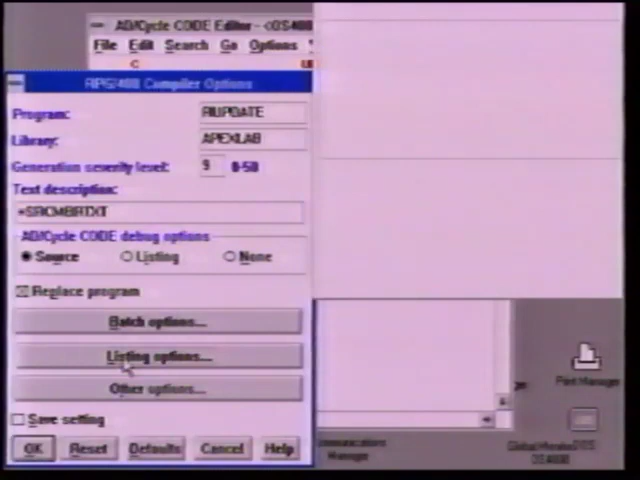 AD/Cycle CODE Editor - <OS400
File Edit Search Go Options
C
RPG/400 Compiler Options
Program: RIUPDATE
Library: APEXLAB
Generation severity level: 9 0-50
Text description:
*SRCMBRTXT
AD/Cycle CODE debug options
Source Listing None
Replace program
Batch options...
Listing options...
Other options...
Save setting
OK Reset Defaults Cancel Help
Print Manager
Manager
OS400